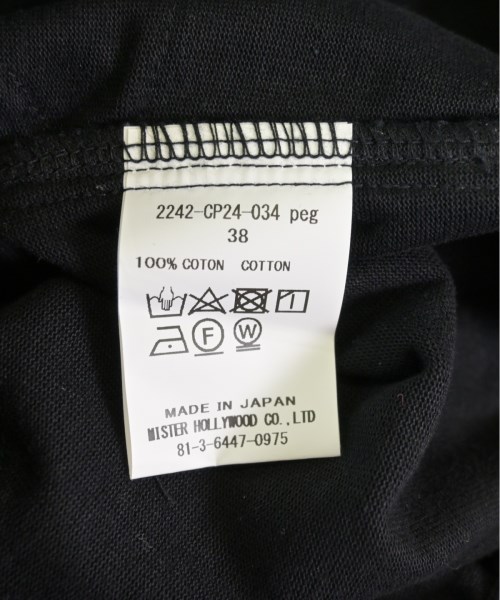 2242-CP24-034 peg
38
100% COTON COTTON
F W
MADE IN JAPAN
MISTER HOLLYWOOD CO.,LTD
81-3-6447-0975